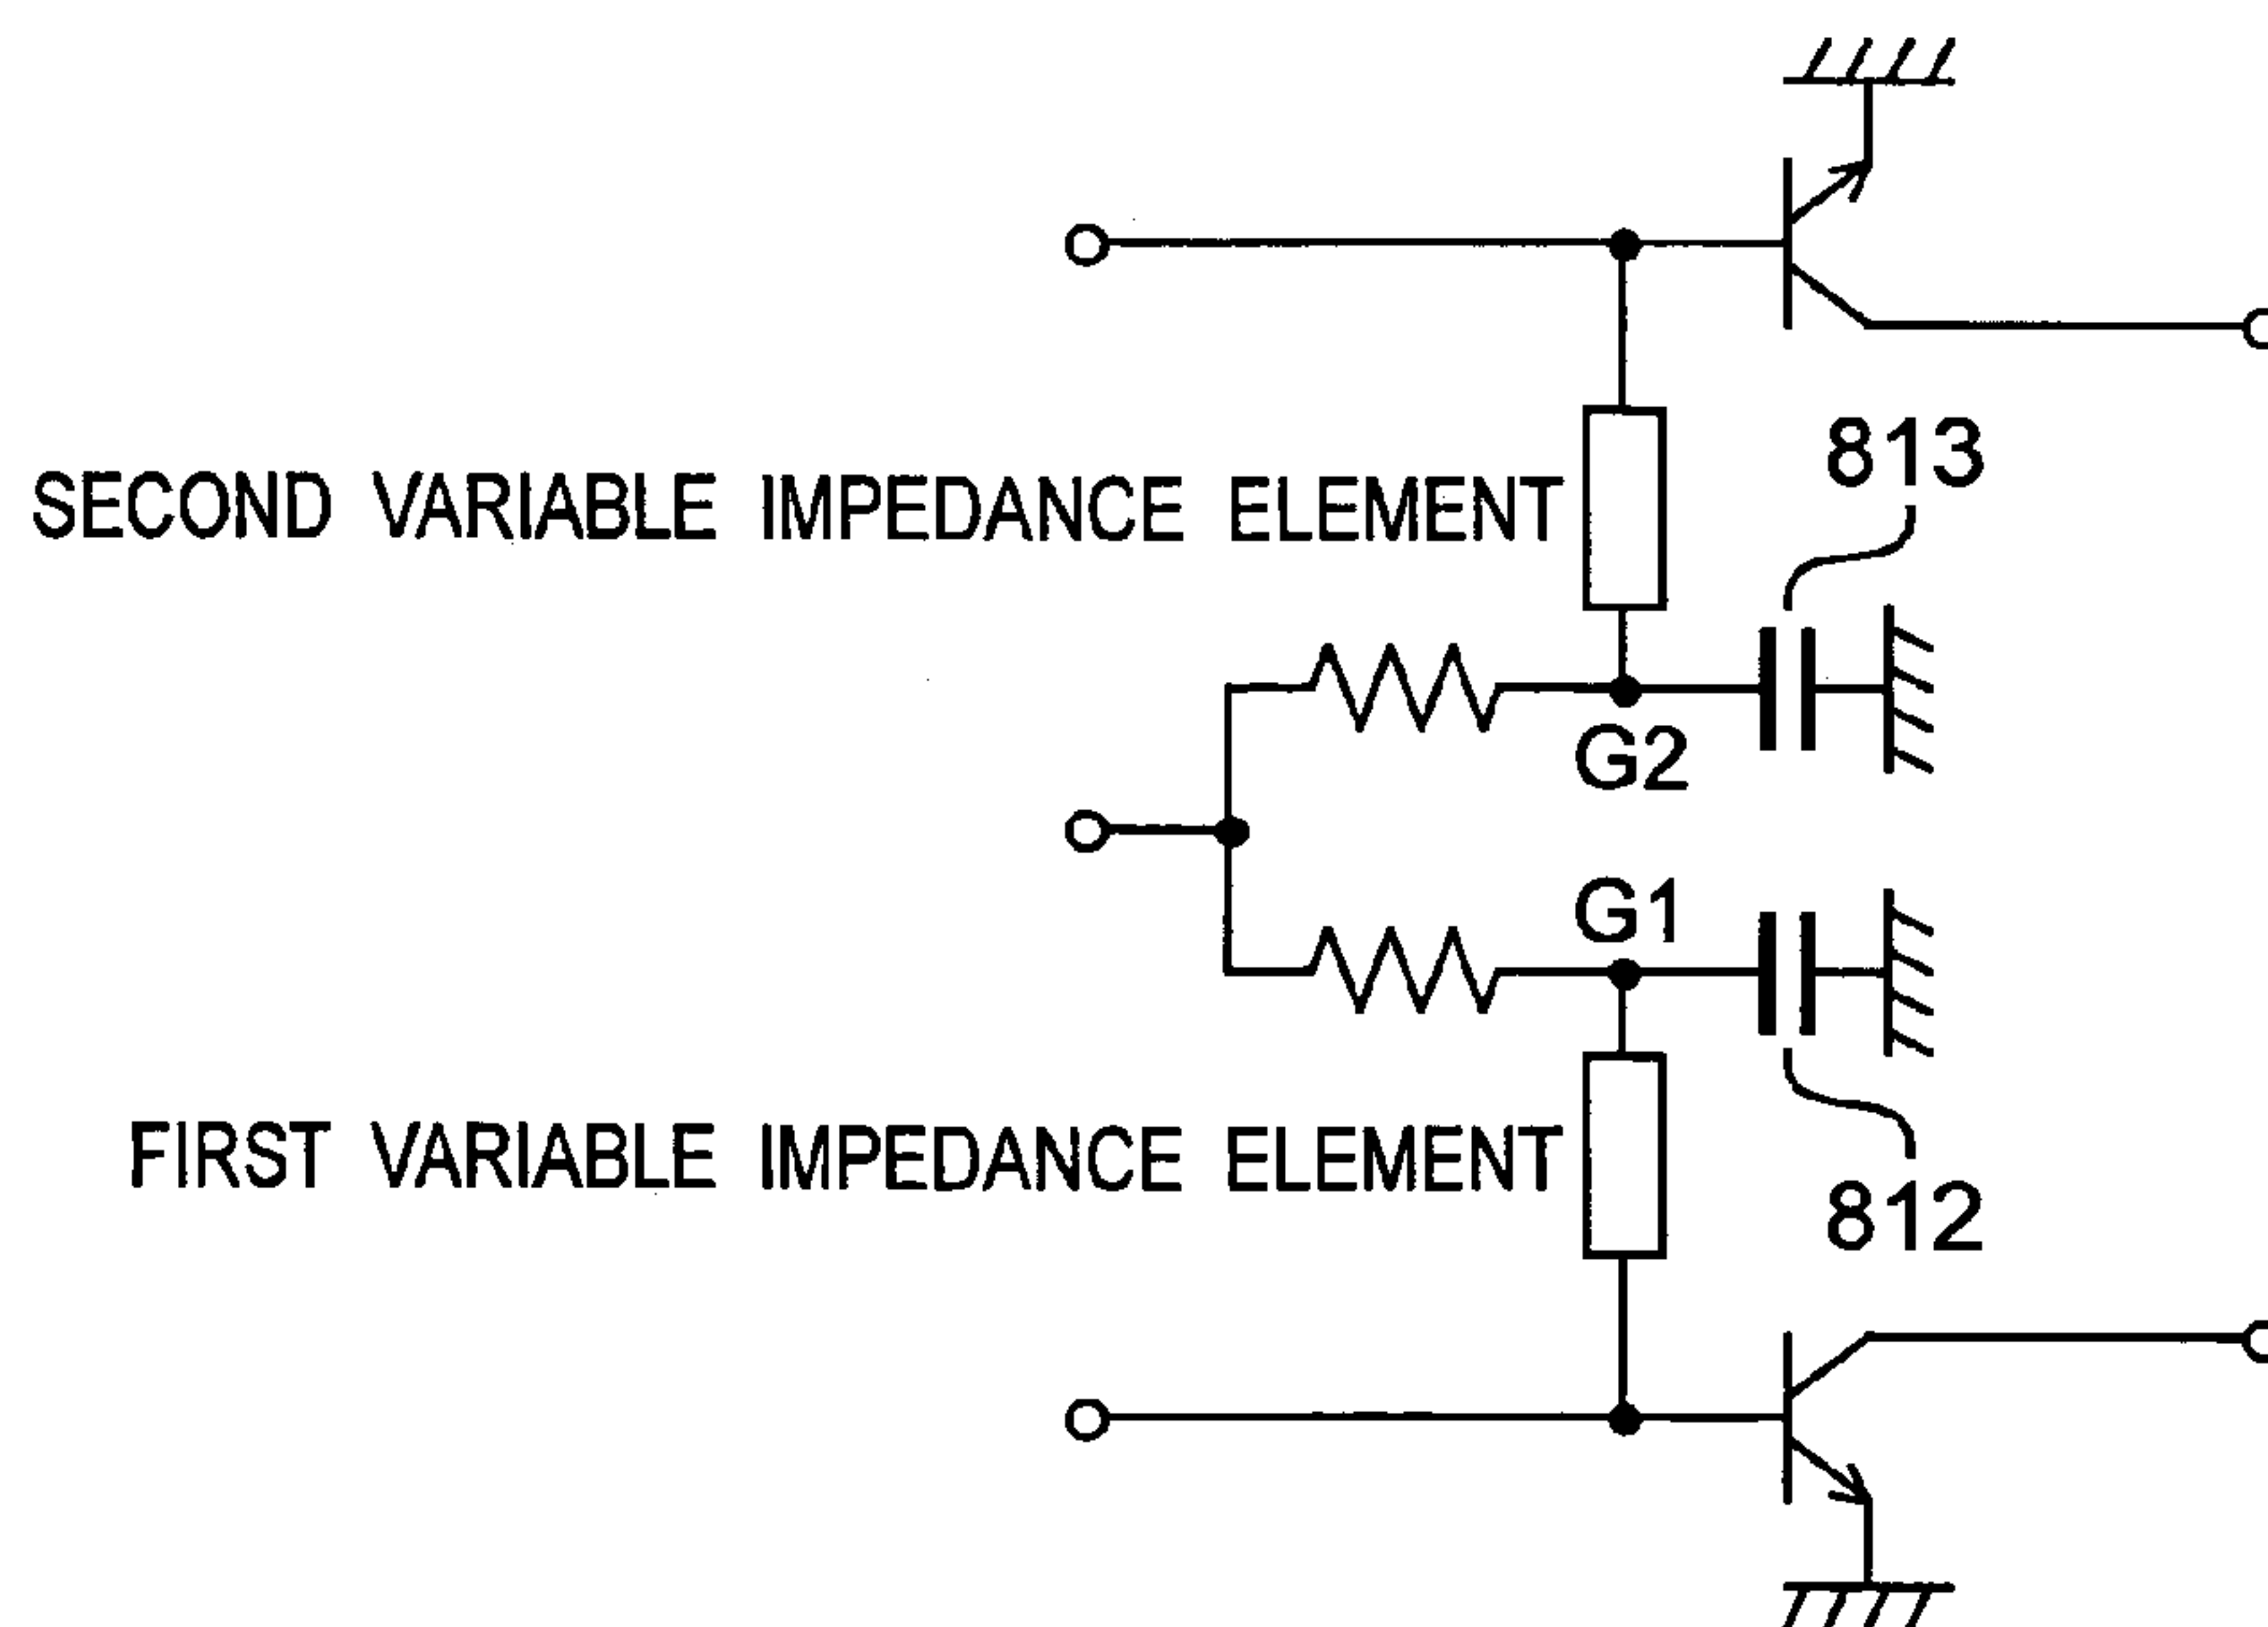 813
SECOND VARIABLE IMPEDANCE ELEMENT
G2
G1
FIRST VARIABLE IMPEDANCE ELEMENT
812